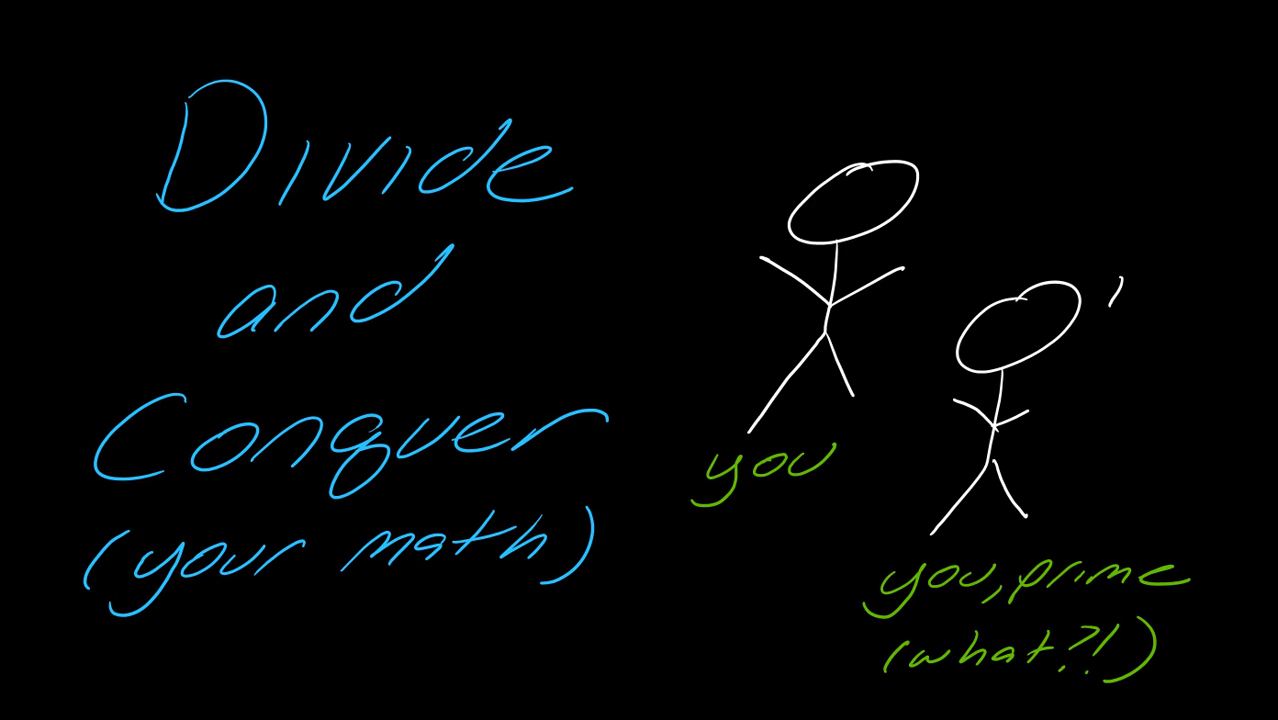 Divide
and
Conquer
(your math)
you
you, prime
(what?!)